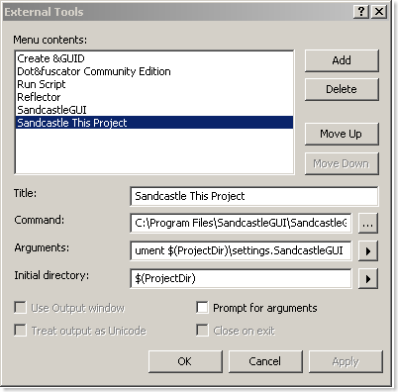 External Tools
Menu contents:
Create &GUID
Dot&fuscator Community Edition
Run Script
Reflector
SandcastleGUI
Sandcastle This Project
Add
Delete
Move Up
Move Down
Title: Sandcastle This Project
Command: C:\Program Files\SandcastleGUI\SandcastleG ...
Arguments: ument $(ProjectDir)\settings.SandcastleGUI
Initial directory: $(ProjectDir)
Use Output window Prompt for arguments
Treat output as Unicode Close on exit
OK Cancel Apply